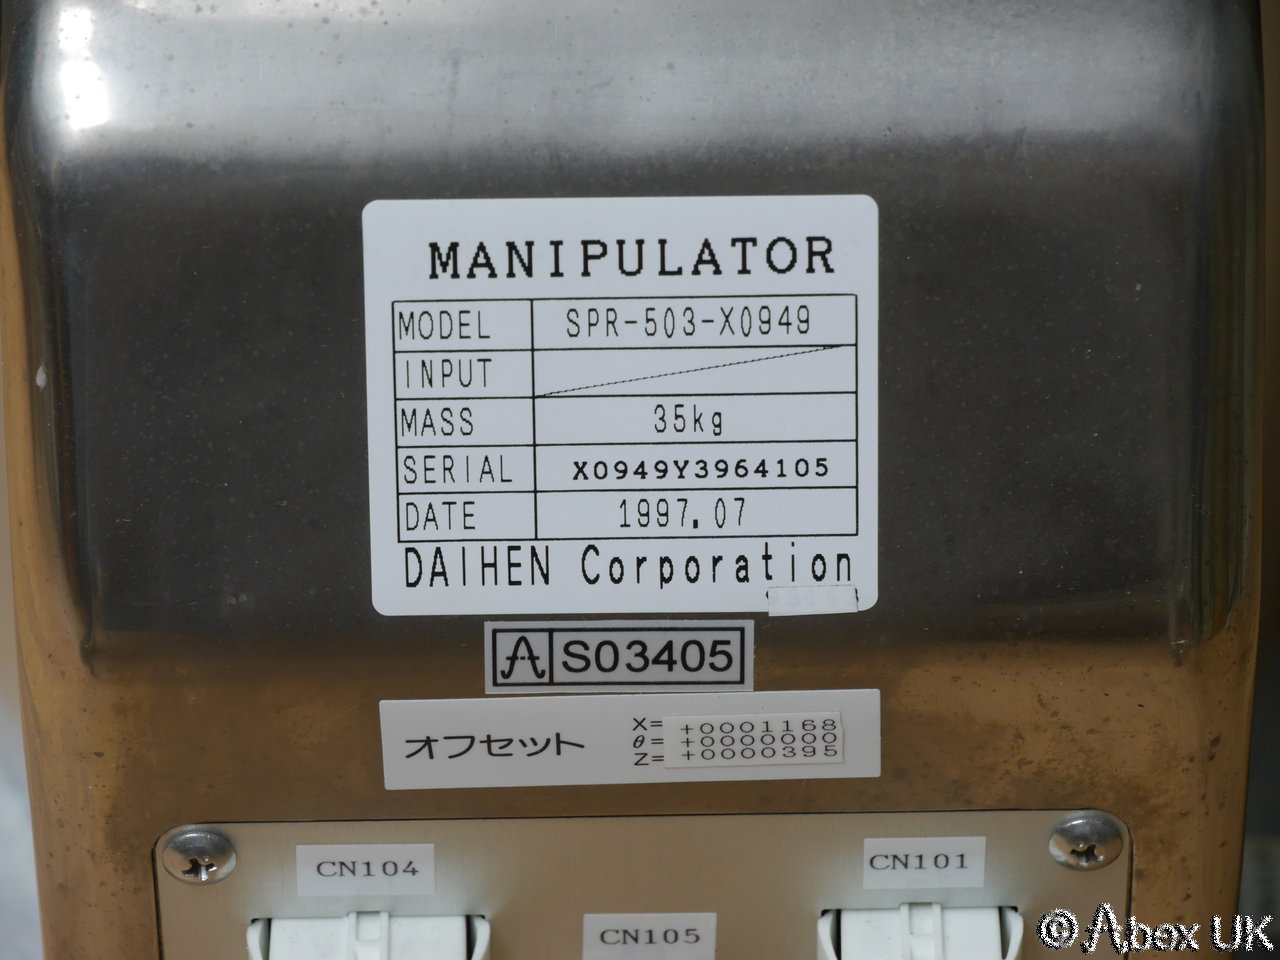 MANIPULATOR
MODEL SPR-503-X0949
INPUT
MASS 35kg
SERIAL X0949Y3964105
DATE 1997.07
DAIHEN Corporation
S03405
オフセット
X= +0001168
θ= +0000000
Z= +0000395
CN104
CN101
CN105
© Abex UK